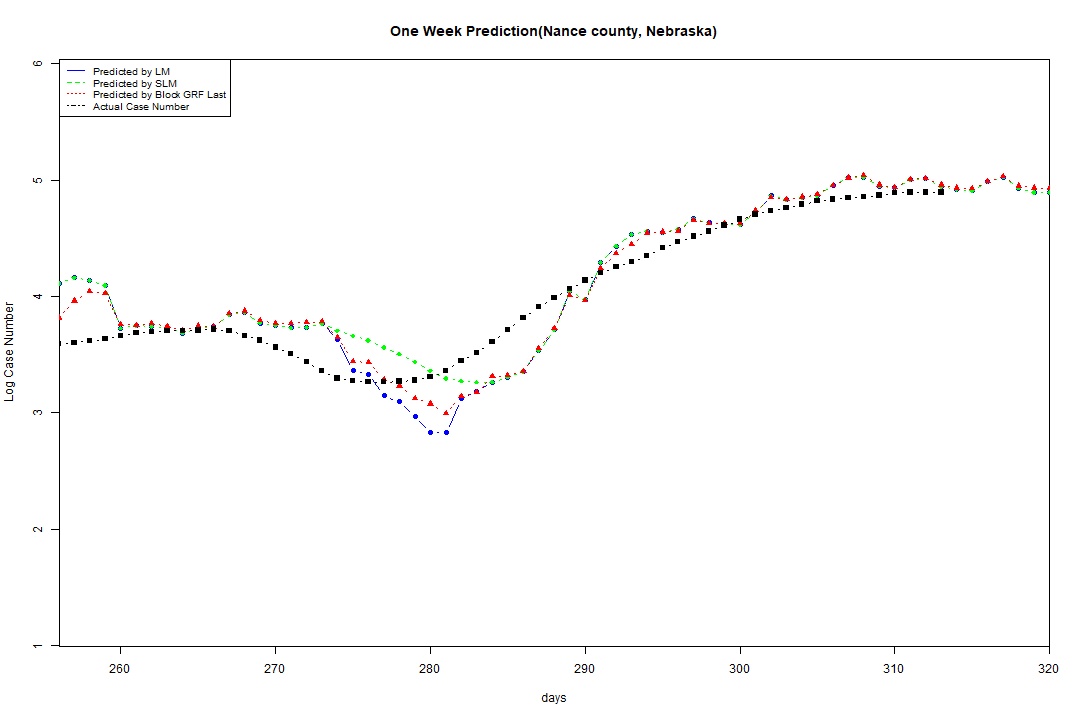 One Week Prediction(Nance county, Nebraska)
6
Predicted by LM
Predicted by SLM
Predicted by Block GRF Last
Actual Case Number
5
4
3
2
1
Log Case Number
260 270 280 290 300 310 320
days